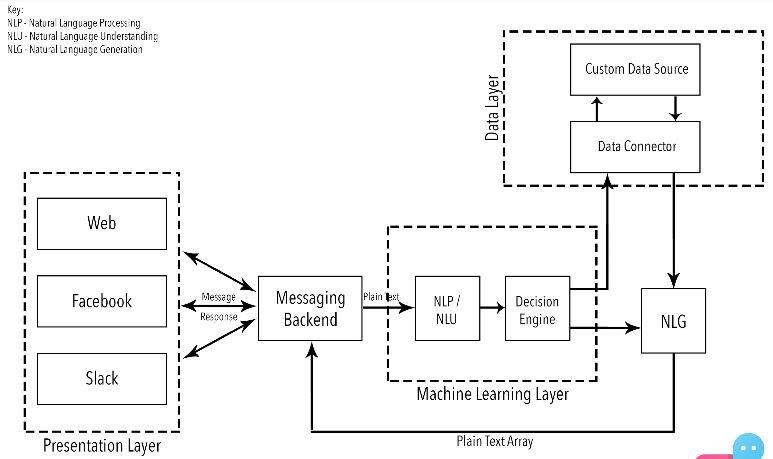 Key:
NLP - Natural Language Processing
NLU - Natural Language Understanding
NLG - Natural Language Generation
Custom Data Source
Data Layer
Data Connector
Web
Facebook
Slack
Presentation Layer
Message
Response
Messaging
Backend
Plain Text
NLP /
NLU
Decision
Engine
Machine Learning Layer
NLG
Plain Text Array